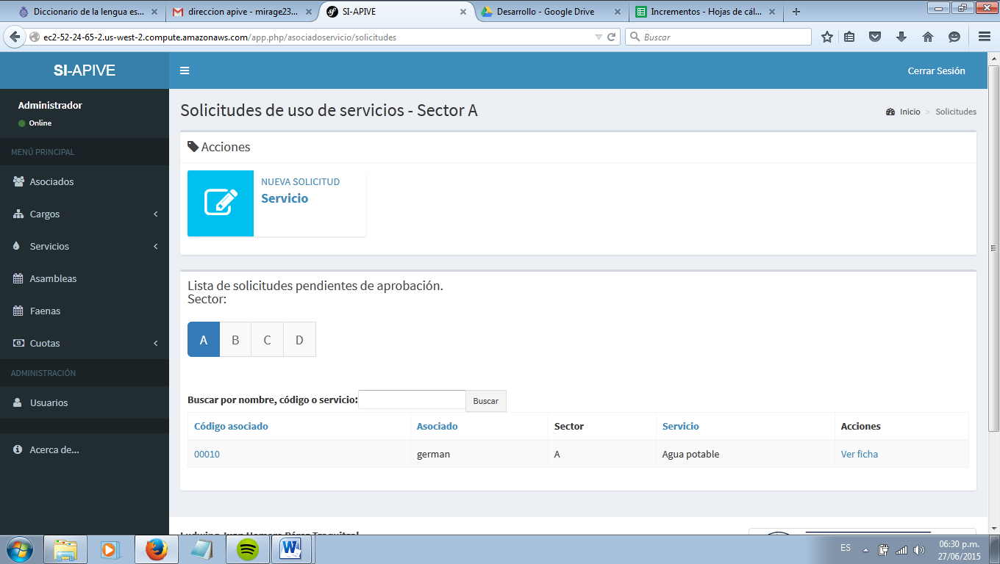 Diccionario de la lengua es...
direccion apive - mirage23...
SI-APIVE
Desarrollo - Google Drive
Incrementos - Hojas de cál...
ec2-52-24-65-2.us-west-2.compute.amazonaws.com/app.php/asociadoservicio/solicitudes
Buscar
SI-APIVE
Cerrar Sesión
Administrador
Online
MENÚ PRINCIPAL
Asociados
Cargos
Servicios
Asambleas
Faenas
Cuotas
ADMINISTRACIÓN
Usuarios
Acerca de...
Solicitudes de uso de servicios - Sector A
Inicio > Solicitudes
Acciones
NUEVA SOLICITUD
Servicio
Lista de solicitudes pendientes de aprobación.
Sector:
A B C D
Buscar por nombre, código o servicio: Buscar
Código asociado Asociado Sector Servicio Acciones
00010 german A Agua potable Ver ficha
ES
06:30 p.m.
27/06/2015